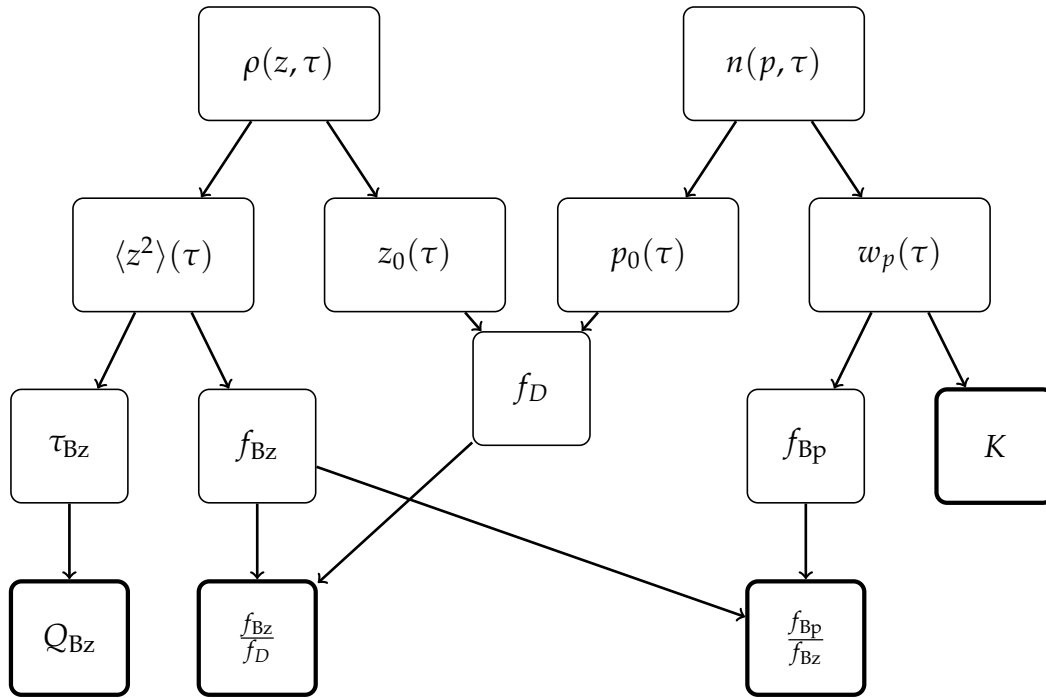 ρ(z, τ)
n(p, τ)
⟨z²⟩(τ)
z₀(τ)
p₀(τ)
w_p(τ)
f_D
τ_Bz
f_Bz
f_Bp
K
Q_Bz
f_Bz
f_D
f_Bp
f_Bz